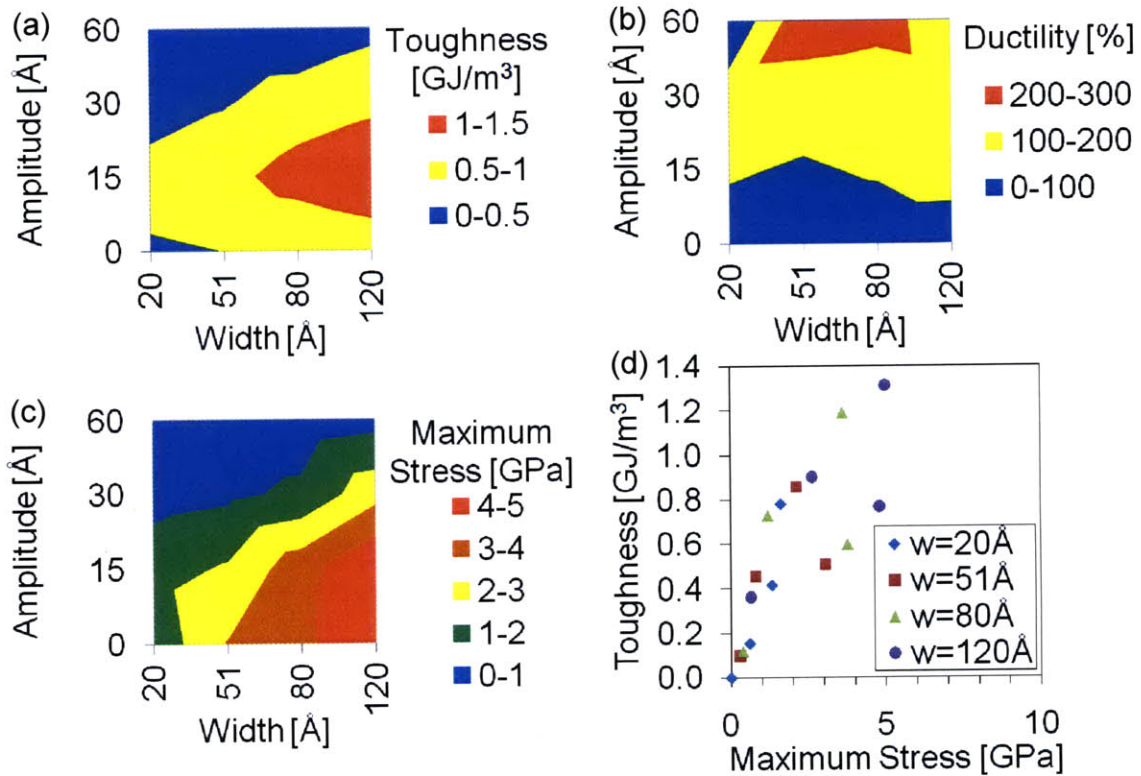 (a)
60
45
30
15
0
Amplitude [Å]
20
51
80
120
Width [Å]
Toughness
[GJ/m³]
1-1.5
0.5-1
0-0.5
(b)
60
45
30
15
0
Amplitude [Å]
20
51
80
120
Width [Å]
Ductility [%]
200-300
100-200
0-100
(c)
60
45
30
15
0
Amplitude [Å]
20
51
80
120
Width [Å]
Maximum
Stress [GPa]
4-5
3-4
2-3
1-2
0-1
(d)
1.4
1.2
1.0
0.8
0.6
0.4
0.2
0.0
Toughness [GJ/m³]
0
5
10
Maximum Stress [GPa]
w=20Å
w=51Å
w=80Å
w=120Å